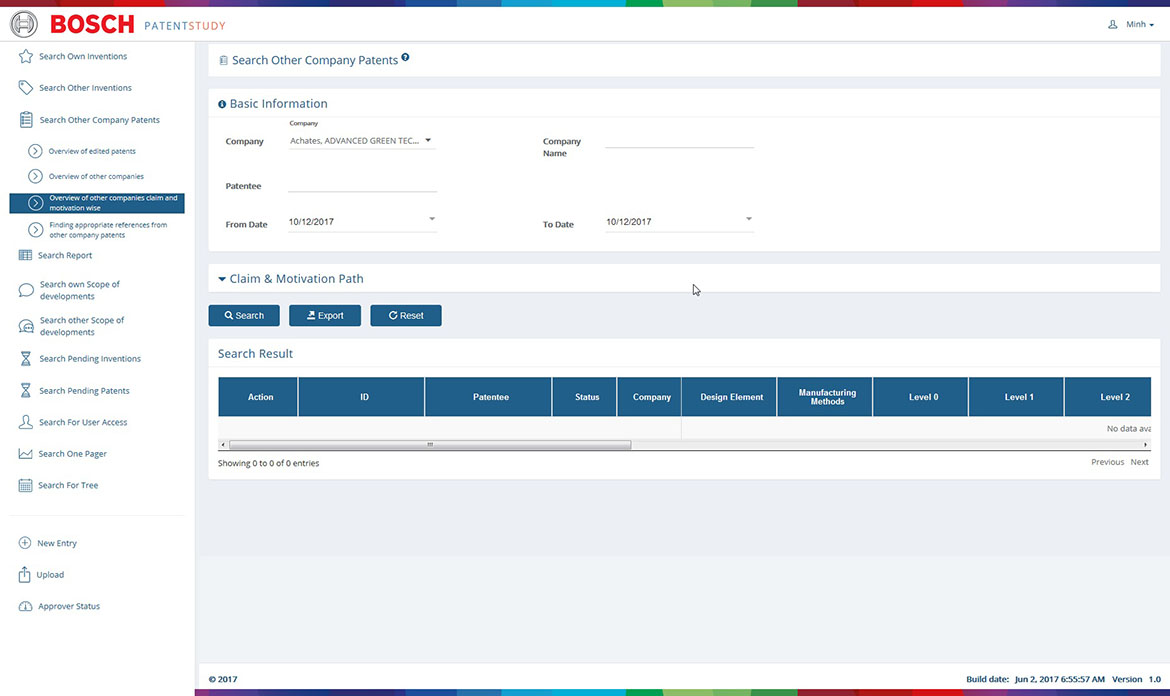 BOSCH PATENTSTUDY
Minh
Search Own Inventions
Search Other Inventions
Search Other Company Patents
Overview of edited patents
Overview of other companies
Overview of other companies claim and
motivation wise
Finding appropriate references from
other company patents
Search Report
Search own Scope of
developments
Search other Scope of
developments
Search Pending Inventions
Search Pending Patents
Search For User Access
Search One Pager
Search For Tree
New Entry
Upload
Approver Status
Search Other Company Patents ?
Basic Information
Company
Company
Achates, ADVANCED GREEN TEC...
Company
Name
Patentee
From Date
10/12/2017
To Date
10/12/2017
Claim & Motivation Path
Search
Export
Reset
Search Result
Action
ID
Patentee
Status
Company
Design Element
Manufacturing
Methods
Level 0
Level 1
Level 2
No data ava
Showing 0 to 0 of 0 entries
Previous Next
© 2017
Build date: Jun 2, 2017 6:55:57 AM Version 1.0